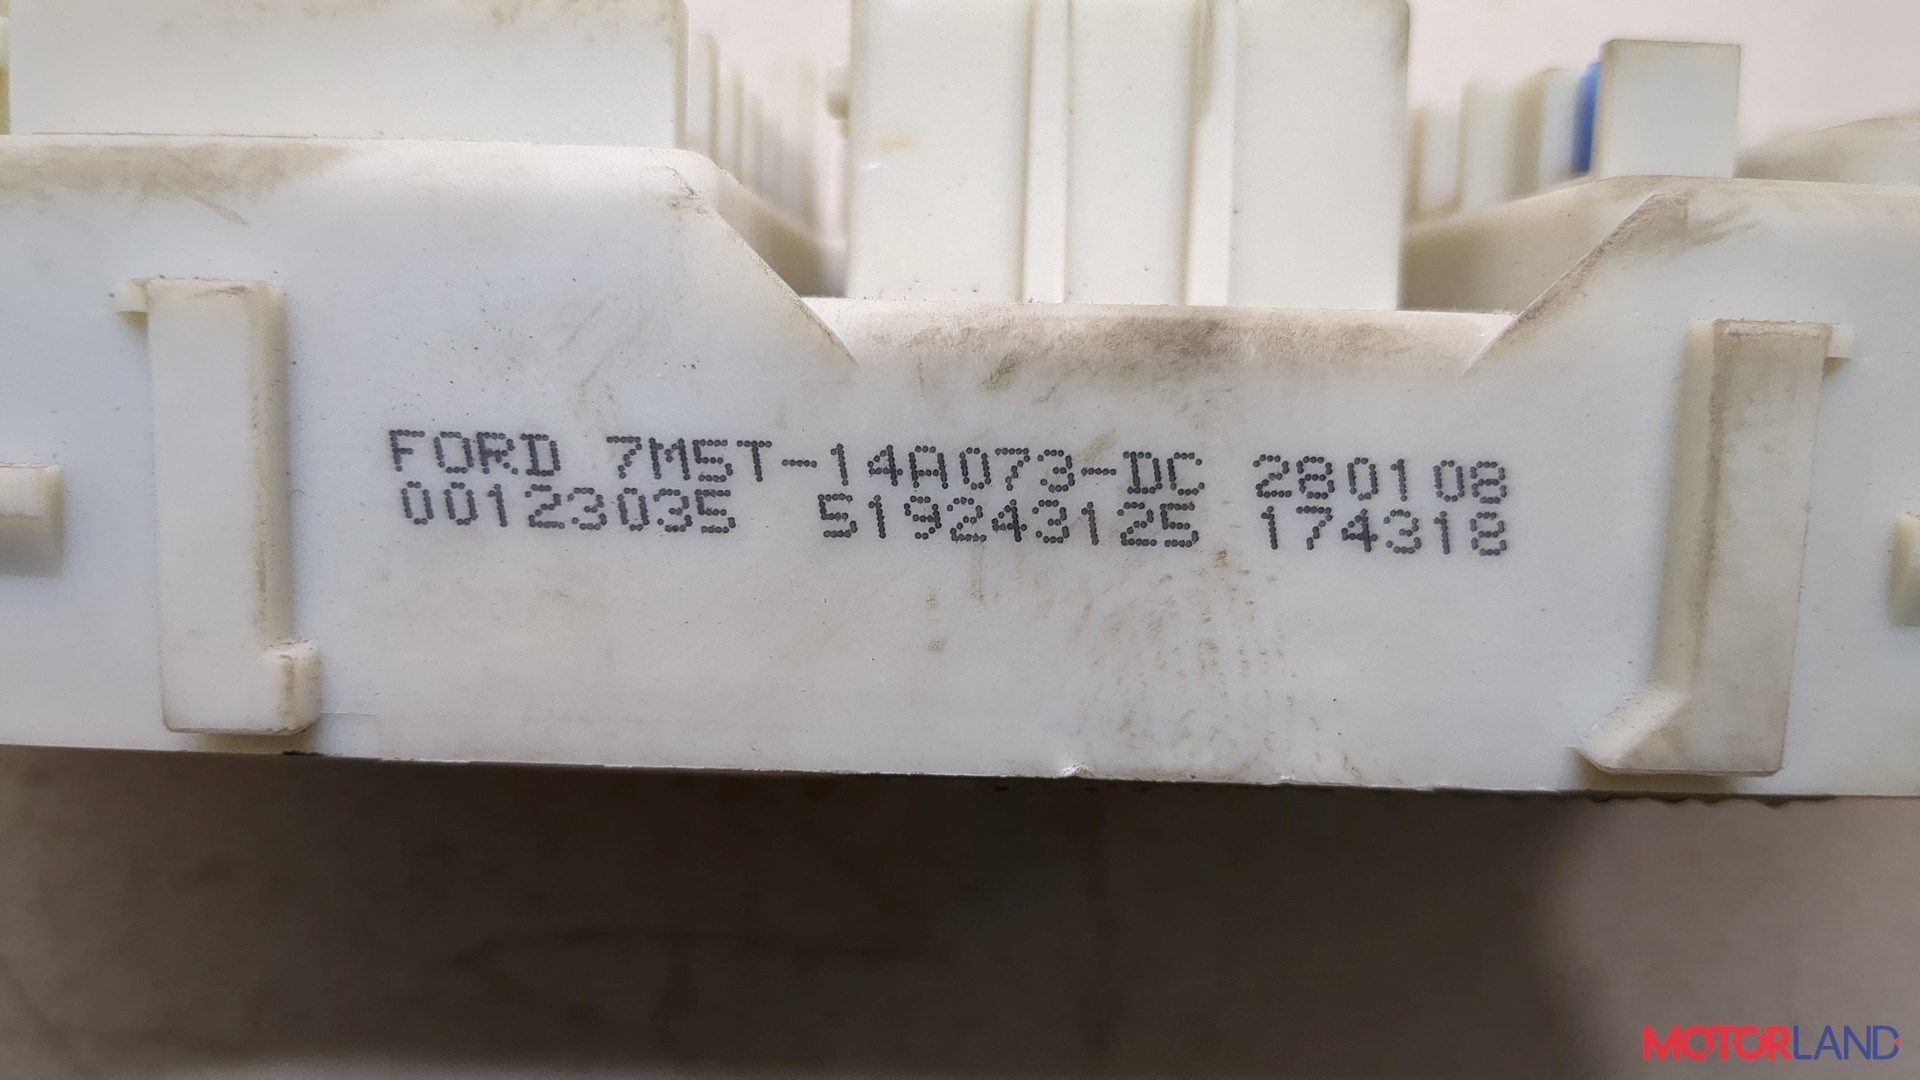 FORD 7M5T-14A073-DC 280108
00123035 519243125 174318
MOTORLAND